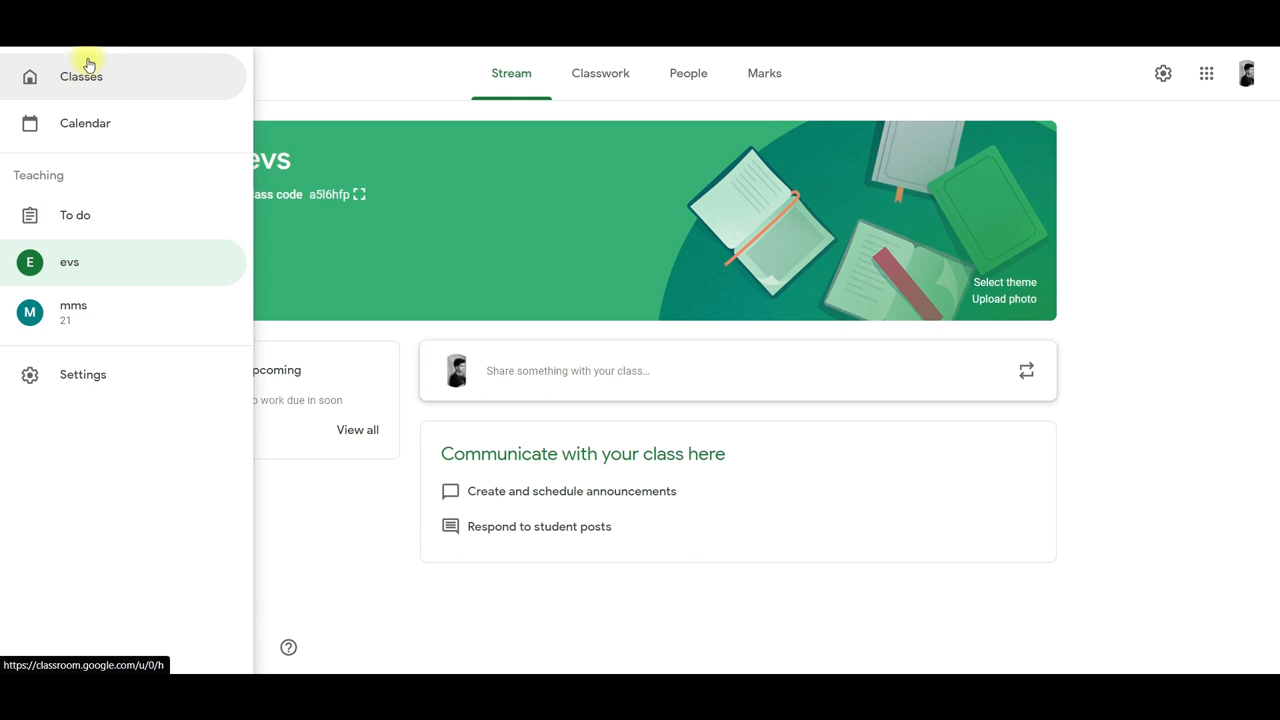 Classes
Calendar
Teaching
To do
E evs
M mms
21
Settings
Stream Classwork People Marks
evs
ass code a5l6hfp
Select theme
Upload photo
pcoming
o work due in soon
View all
Share something with your class...
Communicate with your class here
Create and schedule announcements
Respond to student posts
https://classroom.google.com/u/0/h